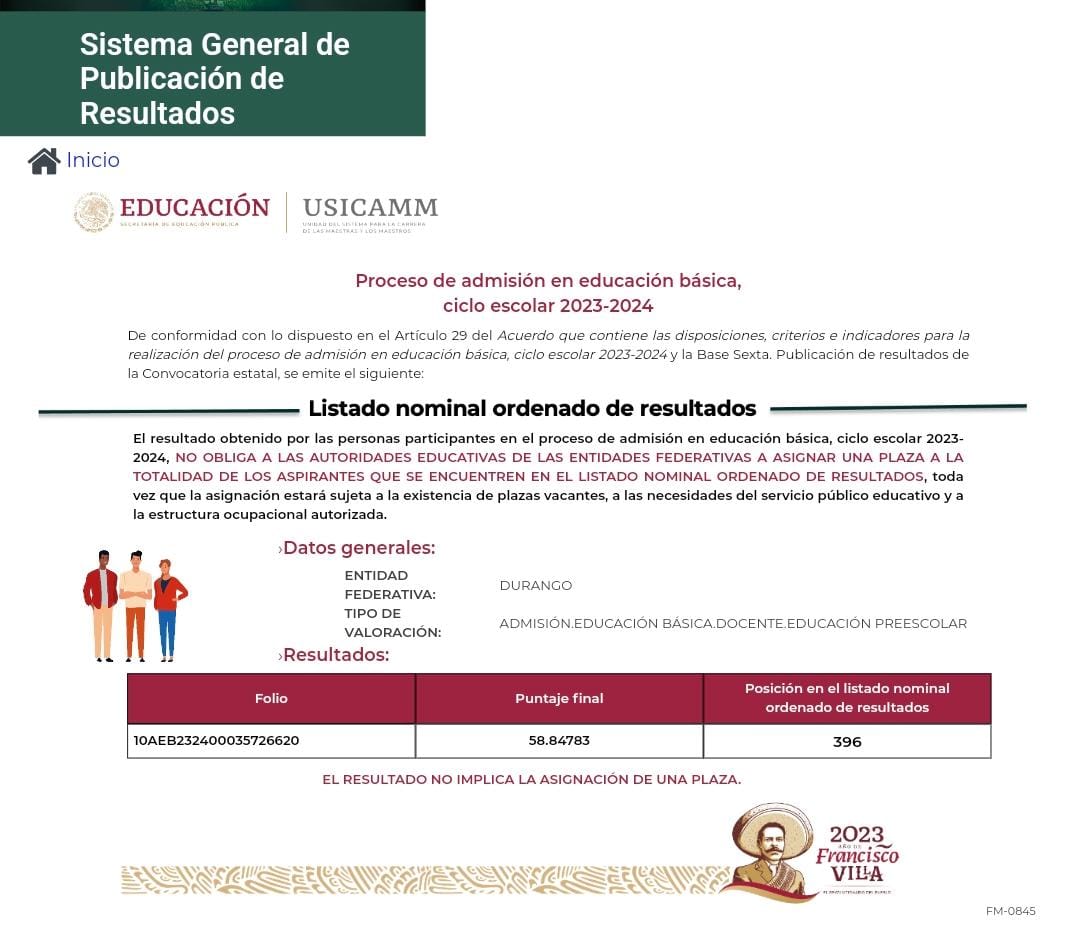 Sistema General de
Publicación de
Resultados
Inicio
EDUCACIÓN
SECRETARÍA DE EDUCACIÓN PÚBLICA
USICAMM
UNIDAD DEL SISTEMA PARA LA CARRERA
DE LAS MAESTRAS Y LOS MAESTROS
Proceso de admisión en educación básica,
ciclo escolar 2023-2024
De conformidad con lo dispuesto en el Artículo 29 del Acuerdo que contiene las disposiciones, criterios e indicadores para la
realización del proceso de admisión en educación básica, ciclo escolar 2023-2024 y la Base Sexta. Publicación de resultados de
la Convocatoria estatal, se emite el siguiente:
Listado nominal ordenado de resultados
El resultado obtenido por las personas participantes en el proceso de admisión en educación básica, ciclo escolar 2023-
2024, NO OBLIGA A LAS AUTORIDADES EDUCATIVAS DE LAS ENTIDADES FEDERATIVAS A ASIGNAR UNA PLAZA A LA
TOTALIDAD DE LOS ASPIRANTES QUE SE ENCUENTREN EN EL LISTADO NOMINAL ORDENADO DE RESULTADOS, toda
vez que la asignación estará sujeta a la existencia de plazas vacantes, a las necesidades del servicio público educativo y a
la estructura ocupacional autorizada.
›Datos generales:
ENTIDAD
FEDERATIVA:
DURANGO
TIPO DE
VALORACIÓN:
ADMISIÓN.EDUCACIÓN BÁSICA.DOCENTE.EDUCACIÓN PREESCOLAR
›Resultados:
Folio
Puntaje final
Posición en el listado nominal
ordenado de resultados
10AEB232400035726620
58.84783
396
EL RESULTADO NO IMPLICA LA ASIGNACIÓN DE UNA PLAZA.
2023
AÑO DE
Francisco
VILLA
EL REVOLUCIONARIO DEL PUEBLO
FM-0845